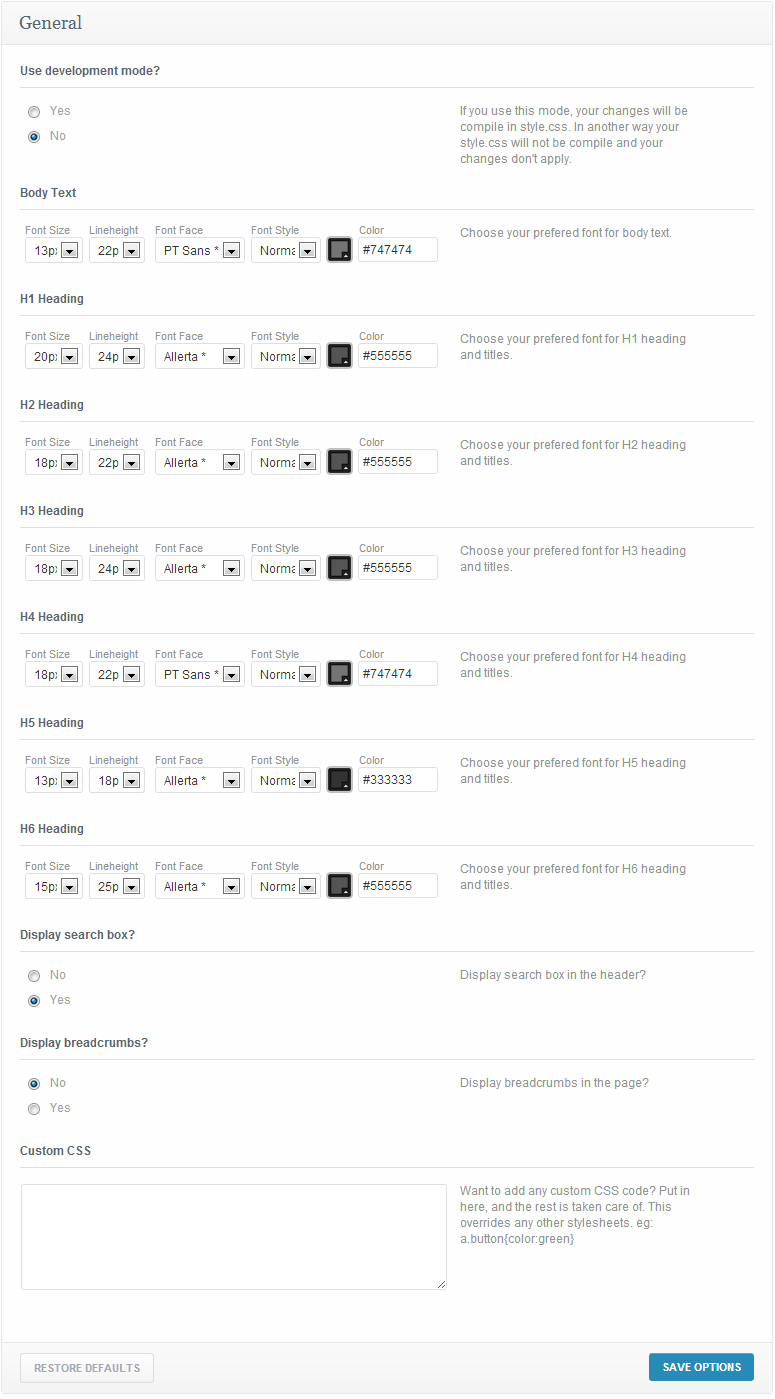 General
Use development mode?
Yes
No
If you use this mode, your changes will be
compile in style.css. In another way your
style.css will not be compile and your
changes don't apply.
Body Text
Font Size Lineheight Font Face Font Style Color
13px 22p PT Sans * Norma #747474
Choose your prefered font for body text.
H1 Heading
Font Size Lineheight Font Face Font Style Color
20px 24p Allerta * Norma #555555
Choose your prefered font for H1 heading
and titles.
H2 Heading
Font Size Lineheight Font Face Font Style Color
18px 22p Allerta * Norma #555555
Choose your prefered font for H2 heading
and titles.
H3 Heading
Font Size Lineheight Font Face Font Style Color
18px 24p Allerta * Norma #555555
Choose your prefered font for H3 heading
and titles.
H4 Heading
Font Size Lineheight Font Face Font Style Color
18px 22p PT Sans * Norma #747474
Choose your prefered font for H4 heading
and titles.
H5 Heading
Font Size Lineheight Font Face Font Style Color
13px 18p Allerta * Norma #333333
Choose your prefered font for H5 heading
and titles.
H6 Heading
Font Size Lineheight Font Face Font Style Color
15px 25p Allerta * Norma #555555
Choose your prefered font for H6 heading
and titles.
Display search box?
No
Yes
Display search box in the header?
Display breadcrumbs?
No
Yes
Display breadcrumbs in the page?
Custom CSS
Want to add any custom CSS code? Put in
here, and the rest is taken care of. This
overrides any other stylesheets. eg:
a.button{color:green}
RESTORE DEFAULTS
SAVE OPTIONS